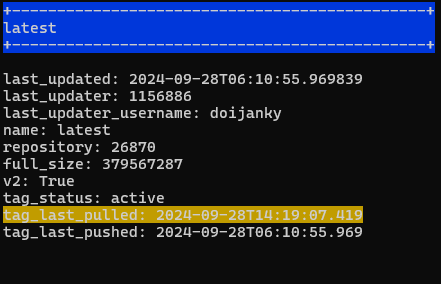 +------------------------------------------------+
latest
+------------------------------------------------+
last_updated: 2024-09-28T06:10:55.969839
last_updater: 1156886
last_updater_username: doijanky
name: latest
repository: 26870
full_size: 379567287
v2: True
tag_status: active
tag_last_pulled: 2024-09-28T14:19:07.419
tag_last_pushed: 2024-09-28T06:10:55.969